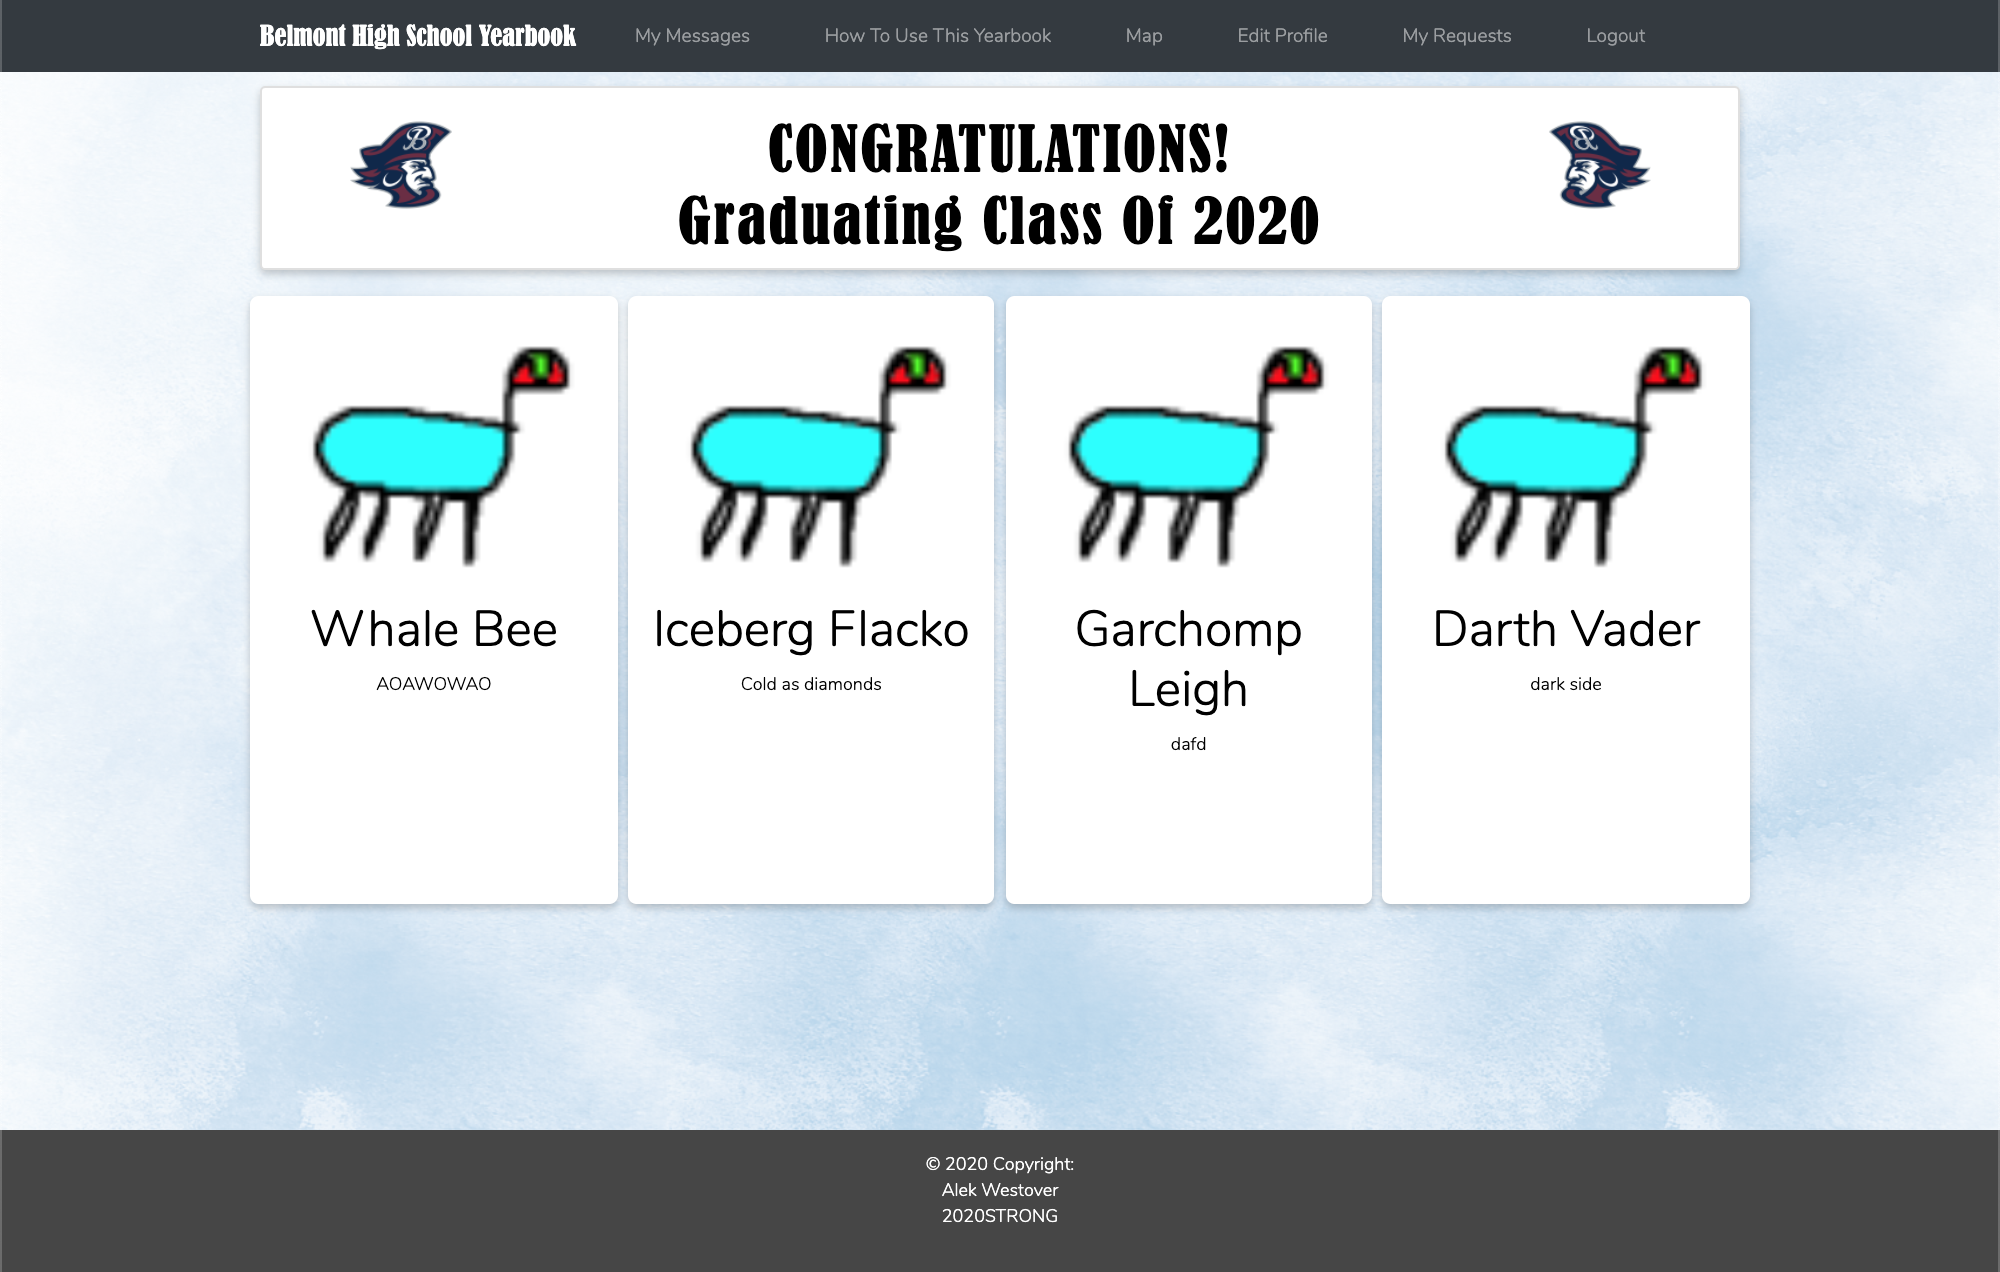 Belmont High School Yearbook My Messages How To Use This Yearbook Map Edit Profile My Requests Logout
B
CONGRATULATIONS!
Graduating Class Of 2020
Whale Bee
AOAWOWAO
Iceberg Flacko
Cold as diamonds
Garchomp
Leigh
dafd
Darth Vader
dark side
© 2020 Copyright:
Alek Westover
2020STRONG